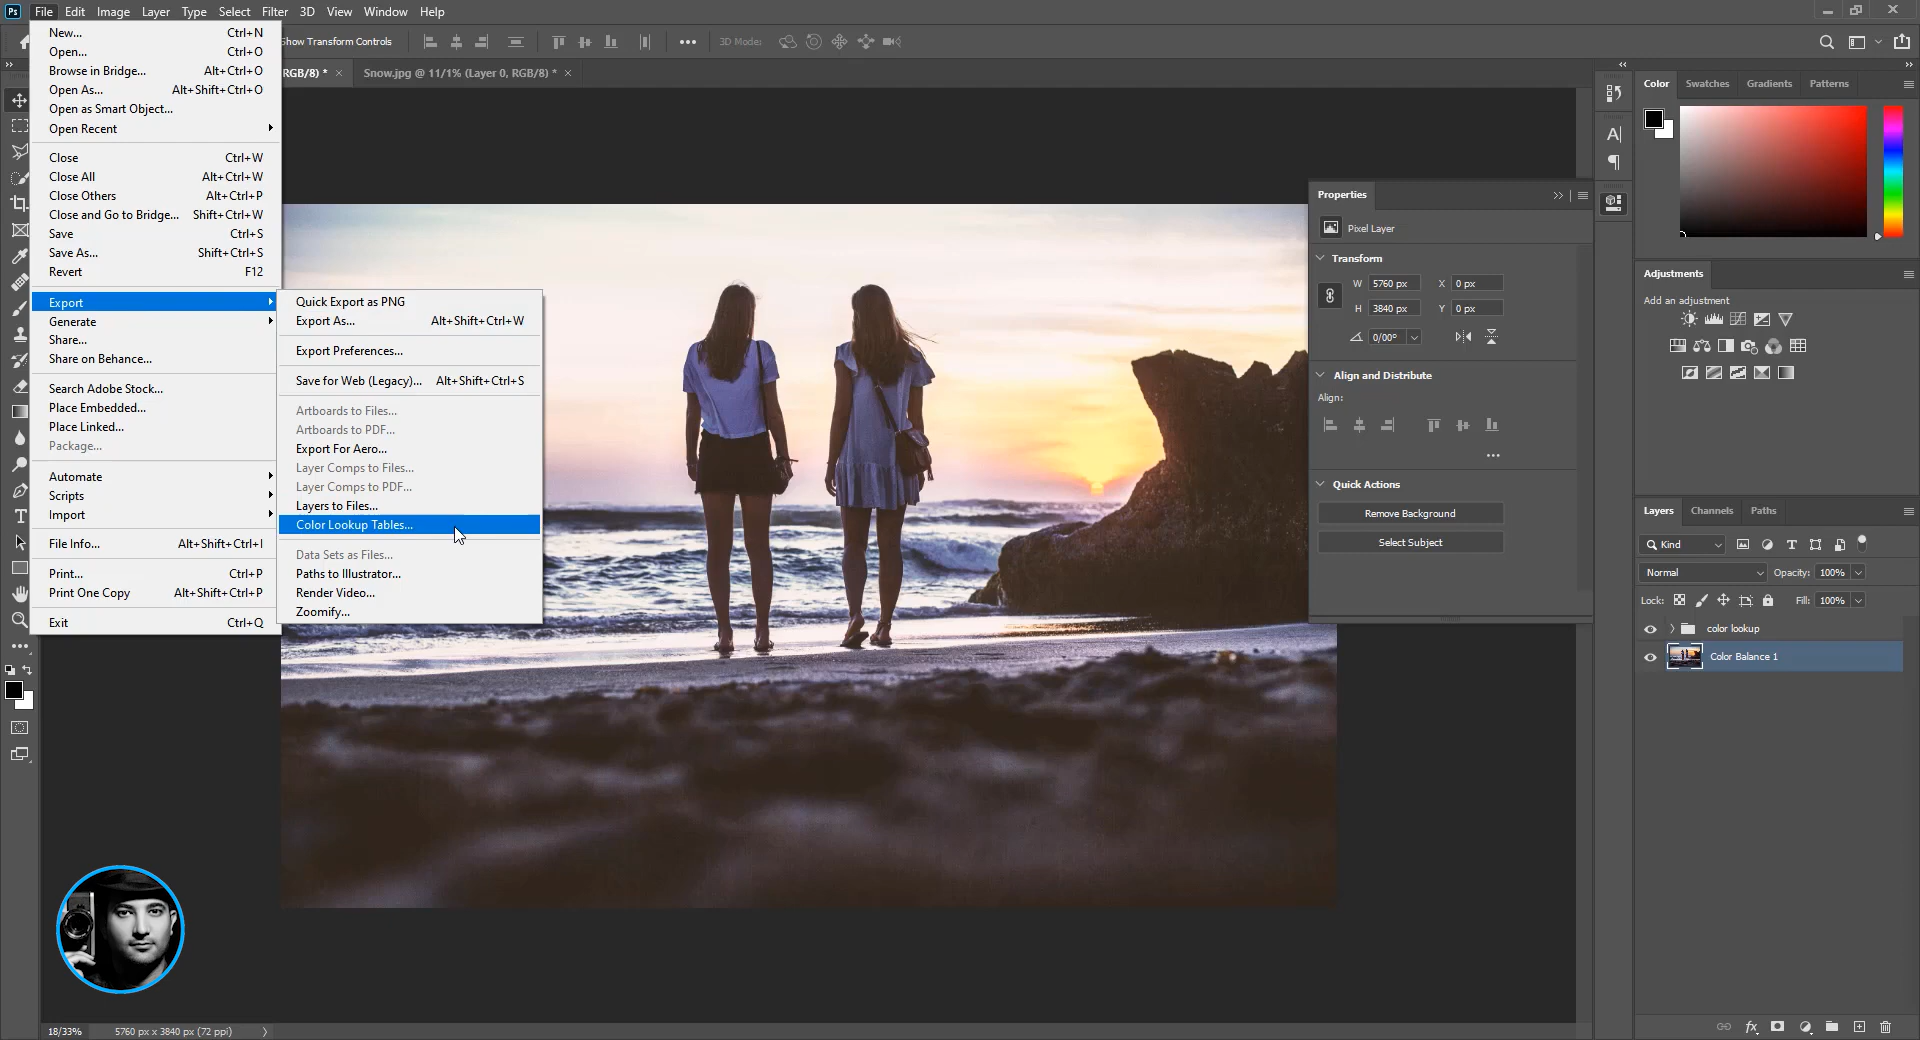 Ps File Edit Image Layer Type Select Filter 3D View Window Help
Show Transform Controls
3D Mode:
RGB/8) * ×
Snow.jpg @ 11/1% (Layer 0, RGB/8) * ×
New... Ctrl+N
Open... Ctrl+O
Browse in Bridge... Alt+Ctrl+O
Open As... Alt+Shift+Ctrl+O
Open as Smart Object...
Open Recent
Close Ctrl+W
Close All Alt+Ctrl+W
Close Others Alt+Ctrl+P
Close and Go to Bridge... Shift+Ctrl+W
Save Ctrl+S
Save As... Shift+Ctrl+S
Revert F12
Export
Generate
Share...
Share on Behance...
Search Adobe Stock...
Place Embedded...
Place Linked...
Package...
Automate
Scripts
Import
File Info... Alt+Shift+Ctrl+I
Print... Ctrl+P
Print One Copy Alt+Shift+Ctrl+P
Exit Ctrl+Q
Quick Export as PNG
Export As... Alt+Shift+Ctrl+W
Export Preferences...
Save for Web (Legacy)... Alt+Shift+Ctrl+S
Artboards to Files...
Artboards to PDF...
Export For Aero...
Layer Comps to Files...
Layer Comps to PDF...
Layers to Files...
Color Lookup Tables...
Data Sets as Files...
Paths to Illustrator...
Render Video...
Zoomify...
Properties
Pixel Layer
Transform
W 5760 px X 0 px
H 3840 px Y 0 px
0/00°
Align and Distribute
Align:
Quick Actions
Remove Background
Select Subject
Color Swatches Gradients Patterns
Adjustments
Add an adjustment
Layers Channels Paths
Kind
Normal Opacity: 100%
Lock: Fill: 100%
color lookup
Color Balance 1
18/33% 5760 px x 3840 px (72 ppi)